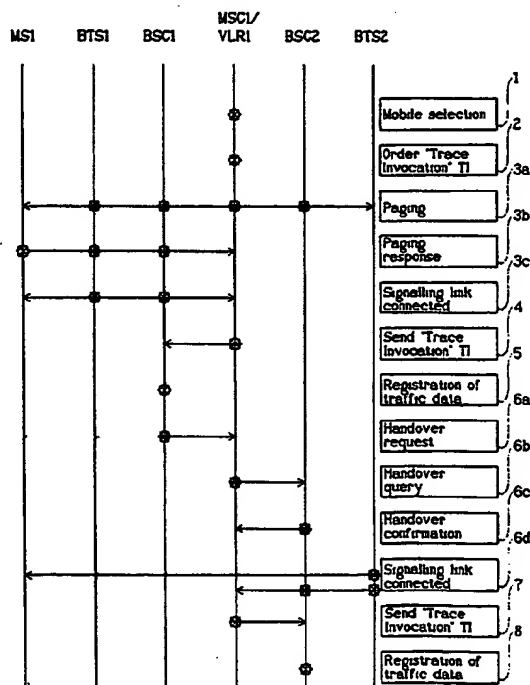 MSC1/
MS1 BTS1 BSC1 VLR1 BSC2 BTS2
1
Mobile selection
2
Order "Trace
Invocation" TI
3a
Paging
3b
Paging
response
3c
Signalling link
connected
4
Send "Trace
Invocation" TI
5
Registration of
traffic data
6a
Handover
request
6b
Handover
query
6c
Handover
confirmation
6d
Signalling link
connected
7
Send "Trace
Invocation" TI
8
Registration of
traffic data